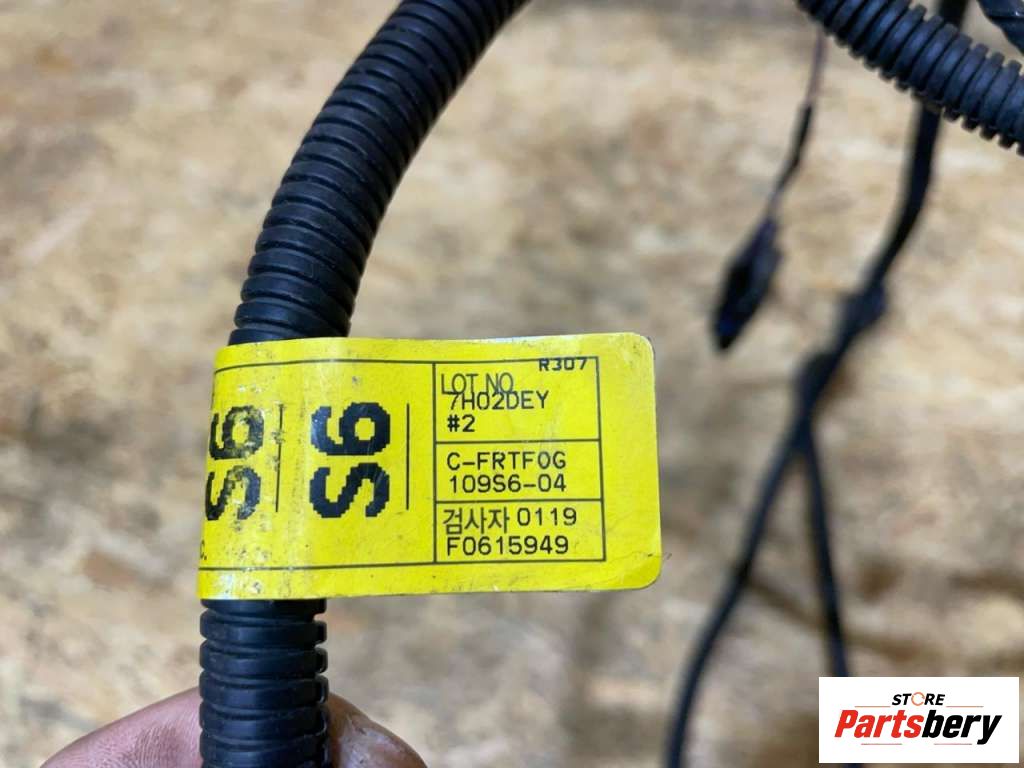 S6
S6
R307
LOT NO
7H02DEY
#2
C-FRTFOG
109S6-04
검사자 0119
F0615949
STORE
Partsbery